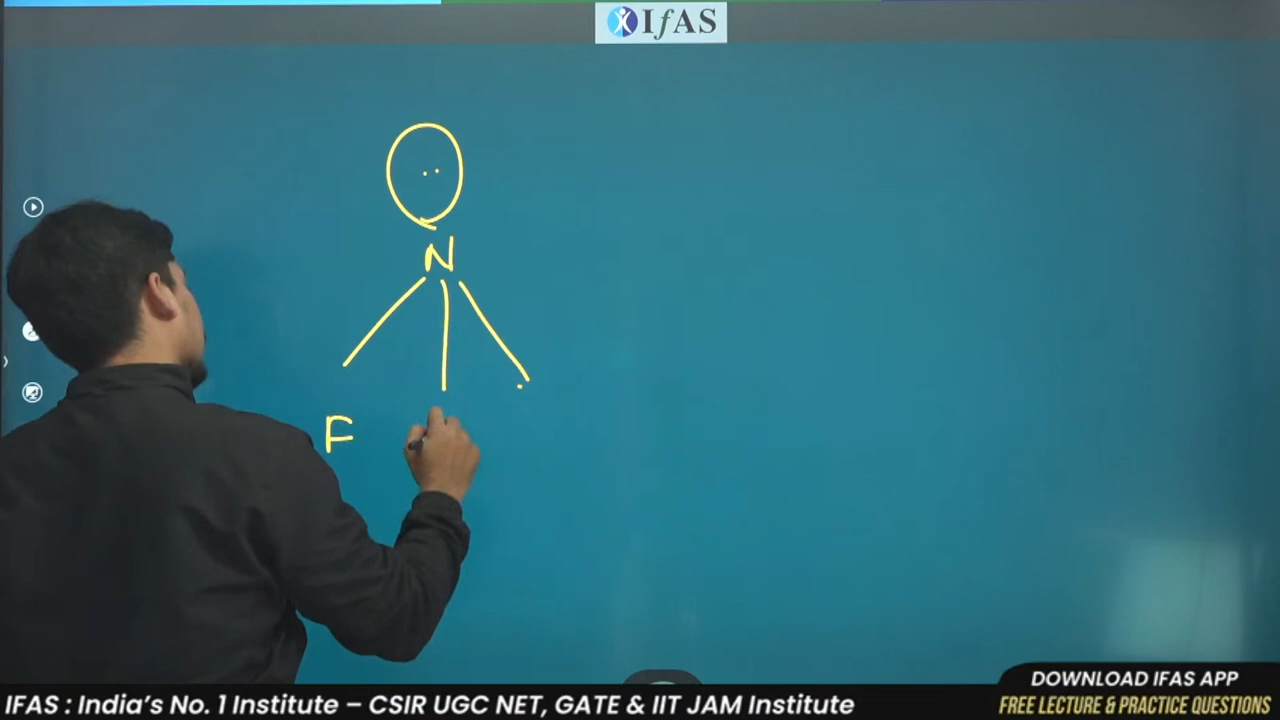 IfAS
N
F
IFAS : India's No. 1 Institute – CSIR UGC NET, GATE & IIT JAM Institute
DOWNLOAD IFAS APP
FREE LECTURE & PRACTICE QUESTIONS